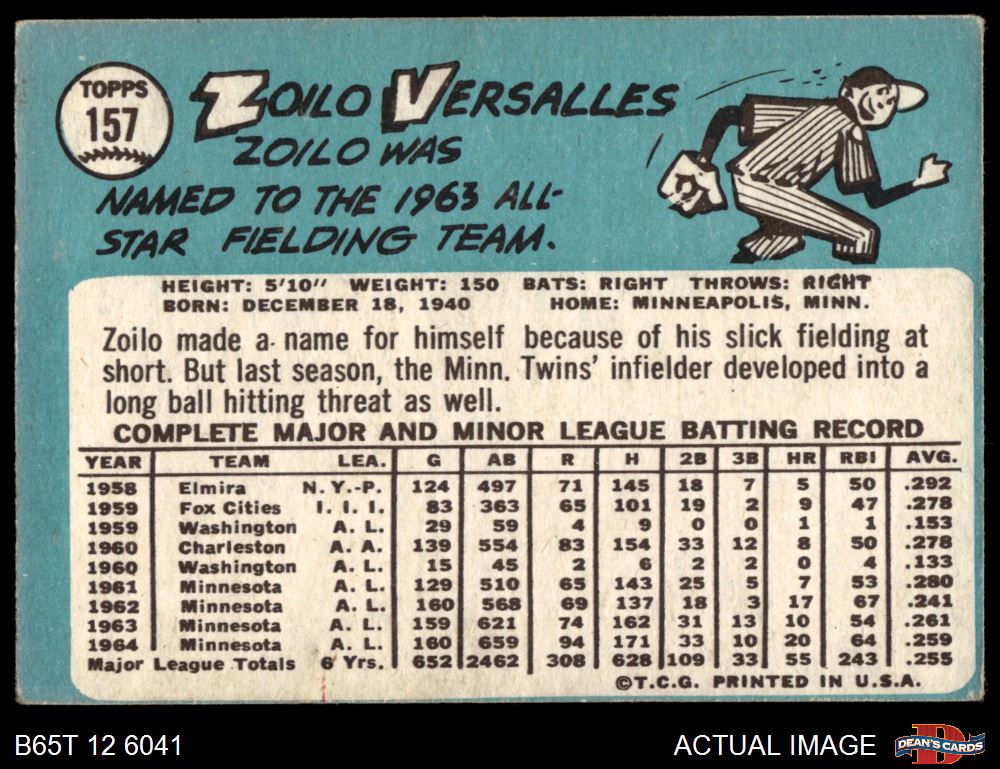 TOPPS
157
ZOILO VERSALLES
ZOILO WAS
NAMED TO THE 1963 ALL-
STAR FIELDING TEAM.
HEIGHT: 5'10" WEIGHT: 150 BATS: RIGHT THROWS: RIGHT
BORN: DECEMBER 18, 1940 HOME: MINNEAPOLIS, MINN.
Zoilo made a name for himself because of his slick fielding at
short. But last season, the Minn. Twins' infielder developed into a
long ball hitting threat as well.
COMPLETE MAJOR AND MINOR LEAGUE BATTING RECORD
YEAR TEAM LEA. G AB R H 2B 3B HR RBI AVG.
1958 Elmira N. Y.-P. 124 497 71 145 18 7 5 50 .292
1959 Fox Cities I. I. I. 83 363 65 101 19 2 9 47 .278
1959 Washington A. L. 29 59 4 9 0 0 1 1 .153
1960 Charleston A. A. 139 554 83 154 33 12 8 50 .278
1960 Washington A. L. 15 45 2 6 2 2 0 4 .133
1961 Minnesota A. L. 129 510 65 143 25 5 7 53 .280
1962 Minnesota A. L. 160 568 69 137 18 3 17 67 .241
1963 Minnesota A. L. 159 621 74 162 31 13 10 54 .261
1964 Minnesota A. L. 160 659 94 171 33 10 20 64 .259
Major League Totals 6 Yrs. 652 2462 308 628 109 33 55 243 .255
©T.C.G. PRINTED IN U.S.A.
B65T 12 6041
ACTUAL IMAGE
D
DEAN'S CARDS